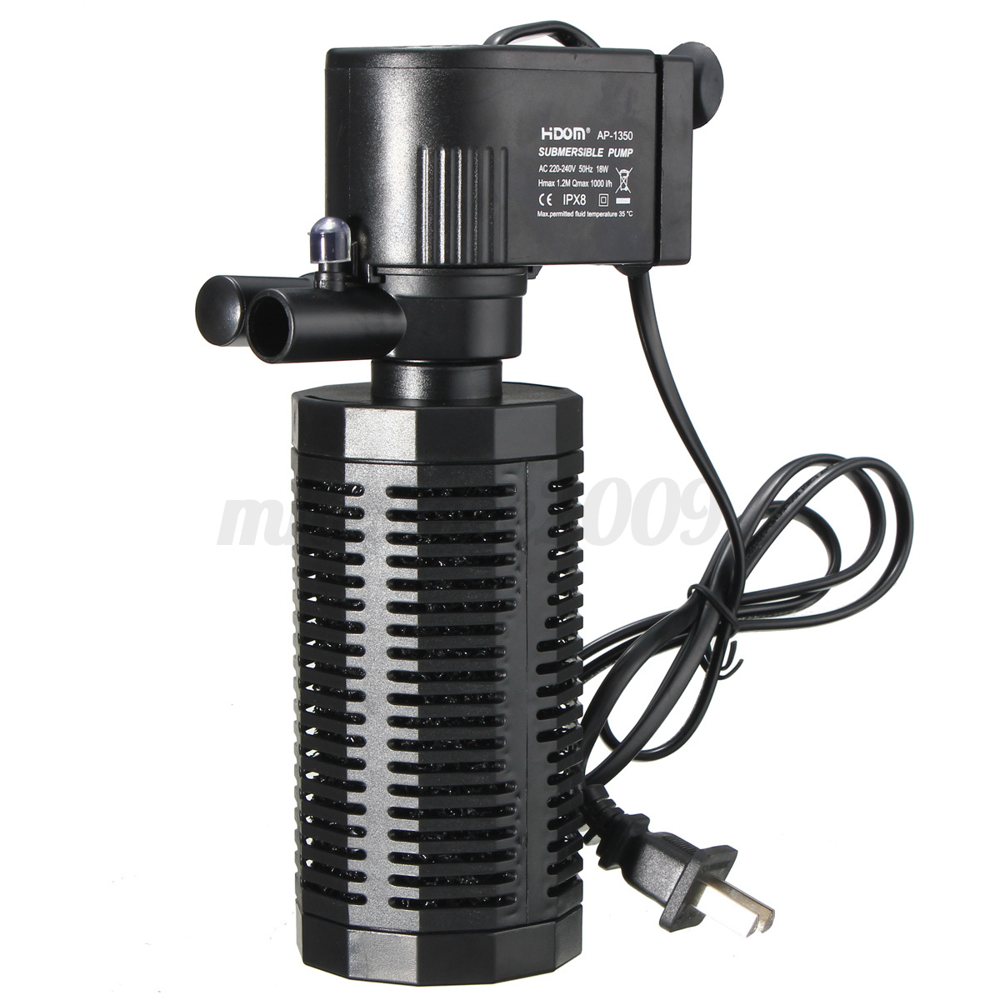 HiDOM® AP-1350
SUBMERSIBLE PUMP
AC 220-240V 50Hz 18W
Hmax 1.2M Qmax 1000 l/h
CE IPX8
Max.permitted fluid temperature 35 °C